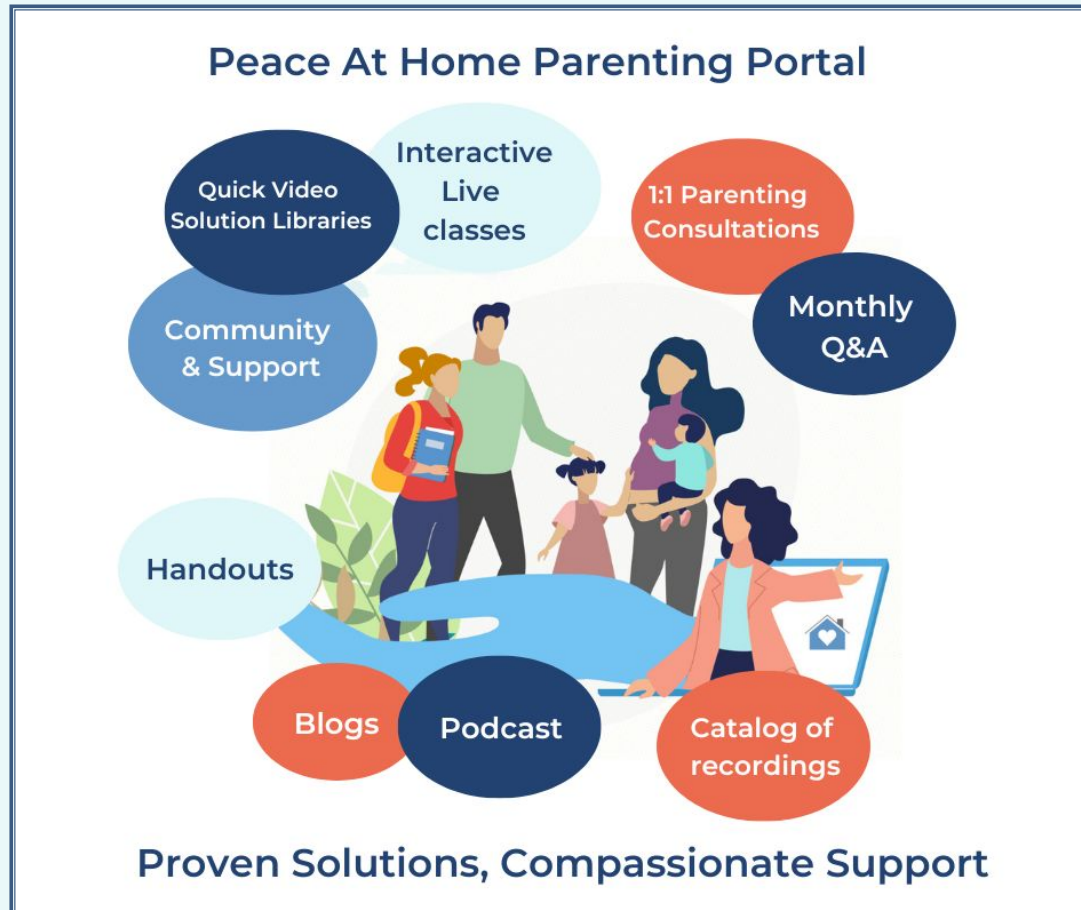 Peace At Home Parenting Portal
Quick Video
Solution Libraries
Interactive
Live
classes
1:1 Parenting
Consultations
Monthly
Q&A
Community
& Support
Handouts
Blogs
Podcast
Catalog of
recordings
Proven Solutions, Compassionate Support